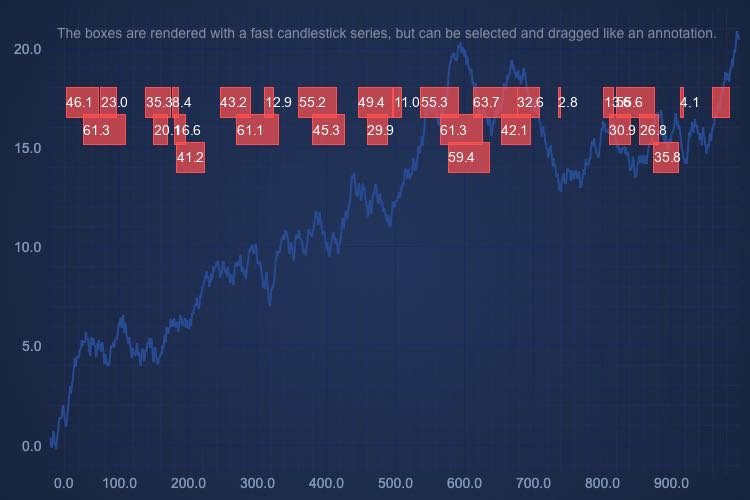 The boxes are rendered with a fast candlestick series, but can be selected and dragged like an annotation.
20.0
46.1 23.0 35.3 8.4 43.2 12.9 55.2 49.4 11.0 55.3 63.7 32.6 2.8 55.6 4.1
61.3 16.6 61.1 45.3 29.9 61.3 42.1 30.9 26.8
15.0
41.2 59.4 35.8
10.0
5.0
0.0
0.0 100.0 200.0 300.0 400.0 500.0 600.0 700.0 800.0 900.0